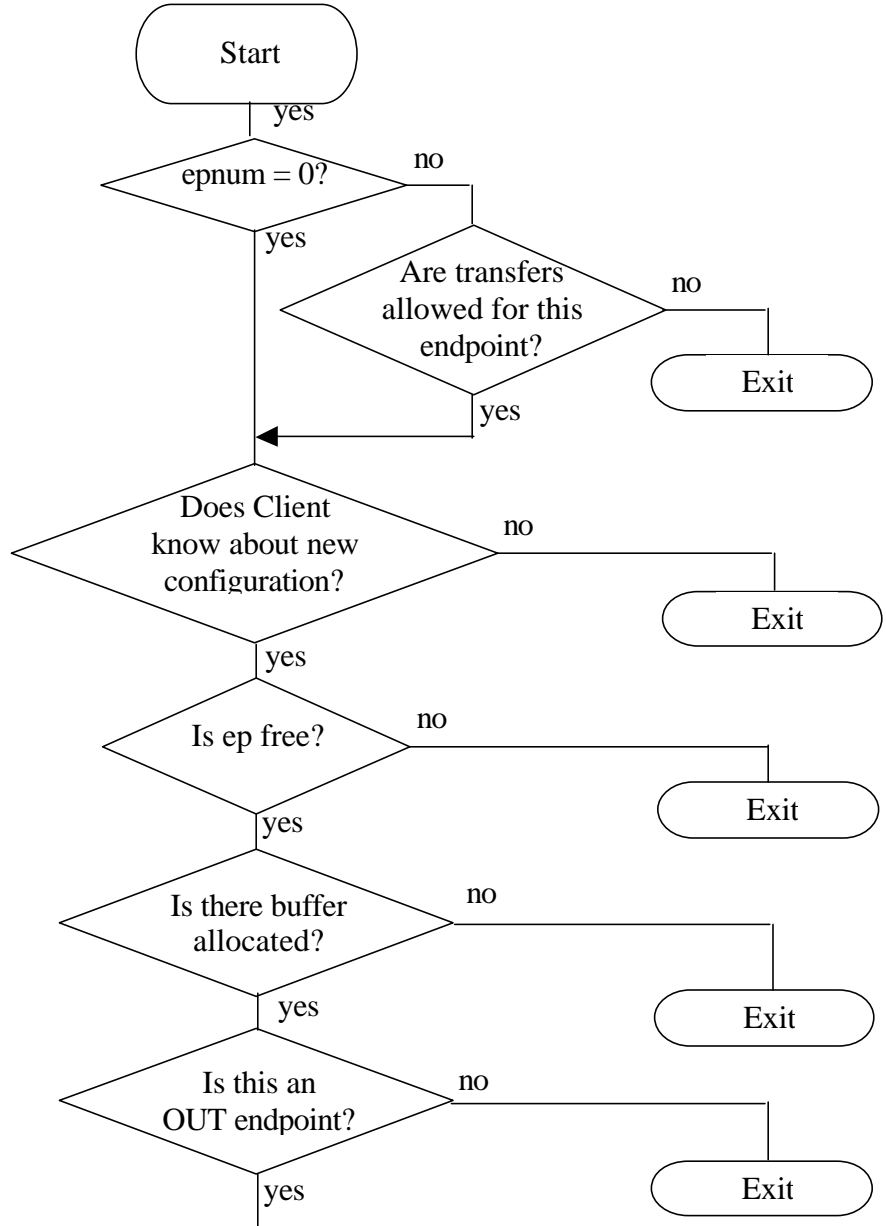 Start
yes
epnum = 0?
no
yes
Are transfers
allowed for this
endpoint?
no
Exit
yes
Does Client
know about new
configuration?
no
Exit
yes
Is ep free?
no
Exit
yes
Is there buffer
allocated?
no
Exit
yes
Is this an
OUT endpoint?
no
Exit
yes